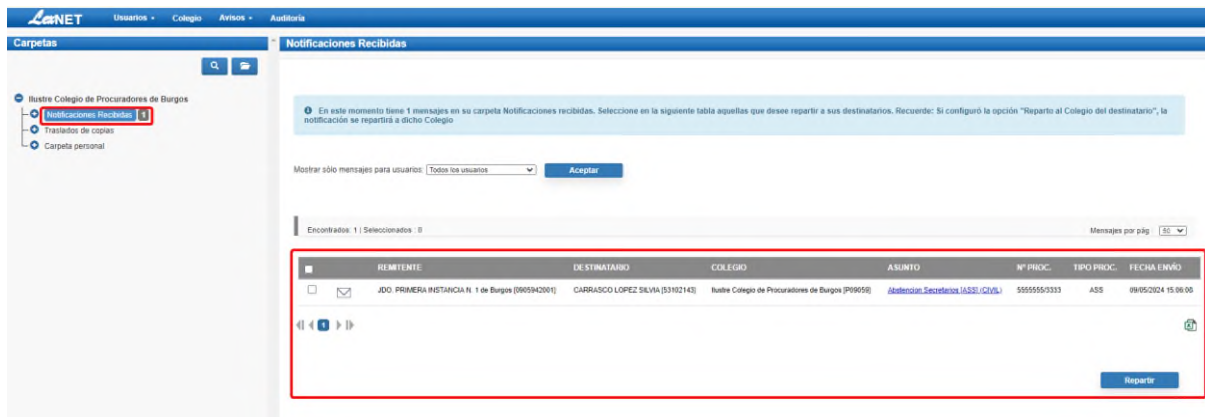 LexNET Usuarios Colegio Avisos Auditoría
Carpetas
Notificaciones Recibidas
Ilustre Colegio de Procuradores de Burgos
Notificaciones Recibidas 1
Traslados de copias
Carpeta personal
En este momento tiene 1 mensajes en su carpeta Notificaciones recibidas. Seleccione en la siguiente tabla aquellas que desee repartir a sus destinatarios. Recuerde: Si configuró la opción "Reparto al Colegio del destinatario", la
notificación se repartirá a dicho Colegio
Mostrar sólo mensajes para usuarios: Todos los usuarios Aceptar
Encontrados: 1 | Seleccionados : 0 Mensajes por pág. 50
REMITENTE DESTINATARIO COLEGIO ASUNTO Nº PROC. TIPO PROC. FECHA ENVÍO
JDO. PRIMERA INSTANCIA N. 1 de Burgos [0905942001] CARRASCO LOPEZ SILVIA [53102143] Ilustre Colegio de Procuradores de Burgos [P09059] Abstencion Secretarios [ASS] (CIVIL) 5555555/3333 ASS 09/05/2024 15:06:08
1
Repartir